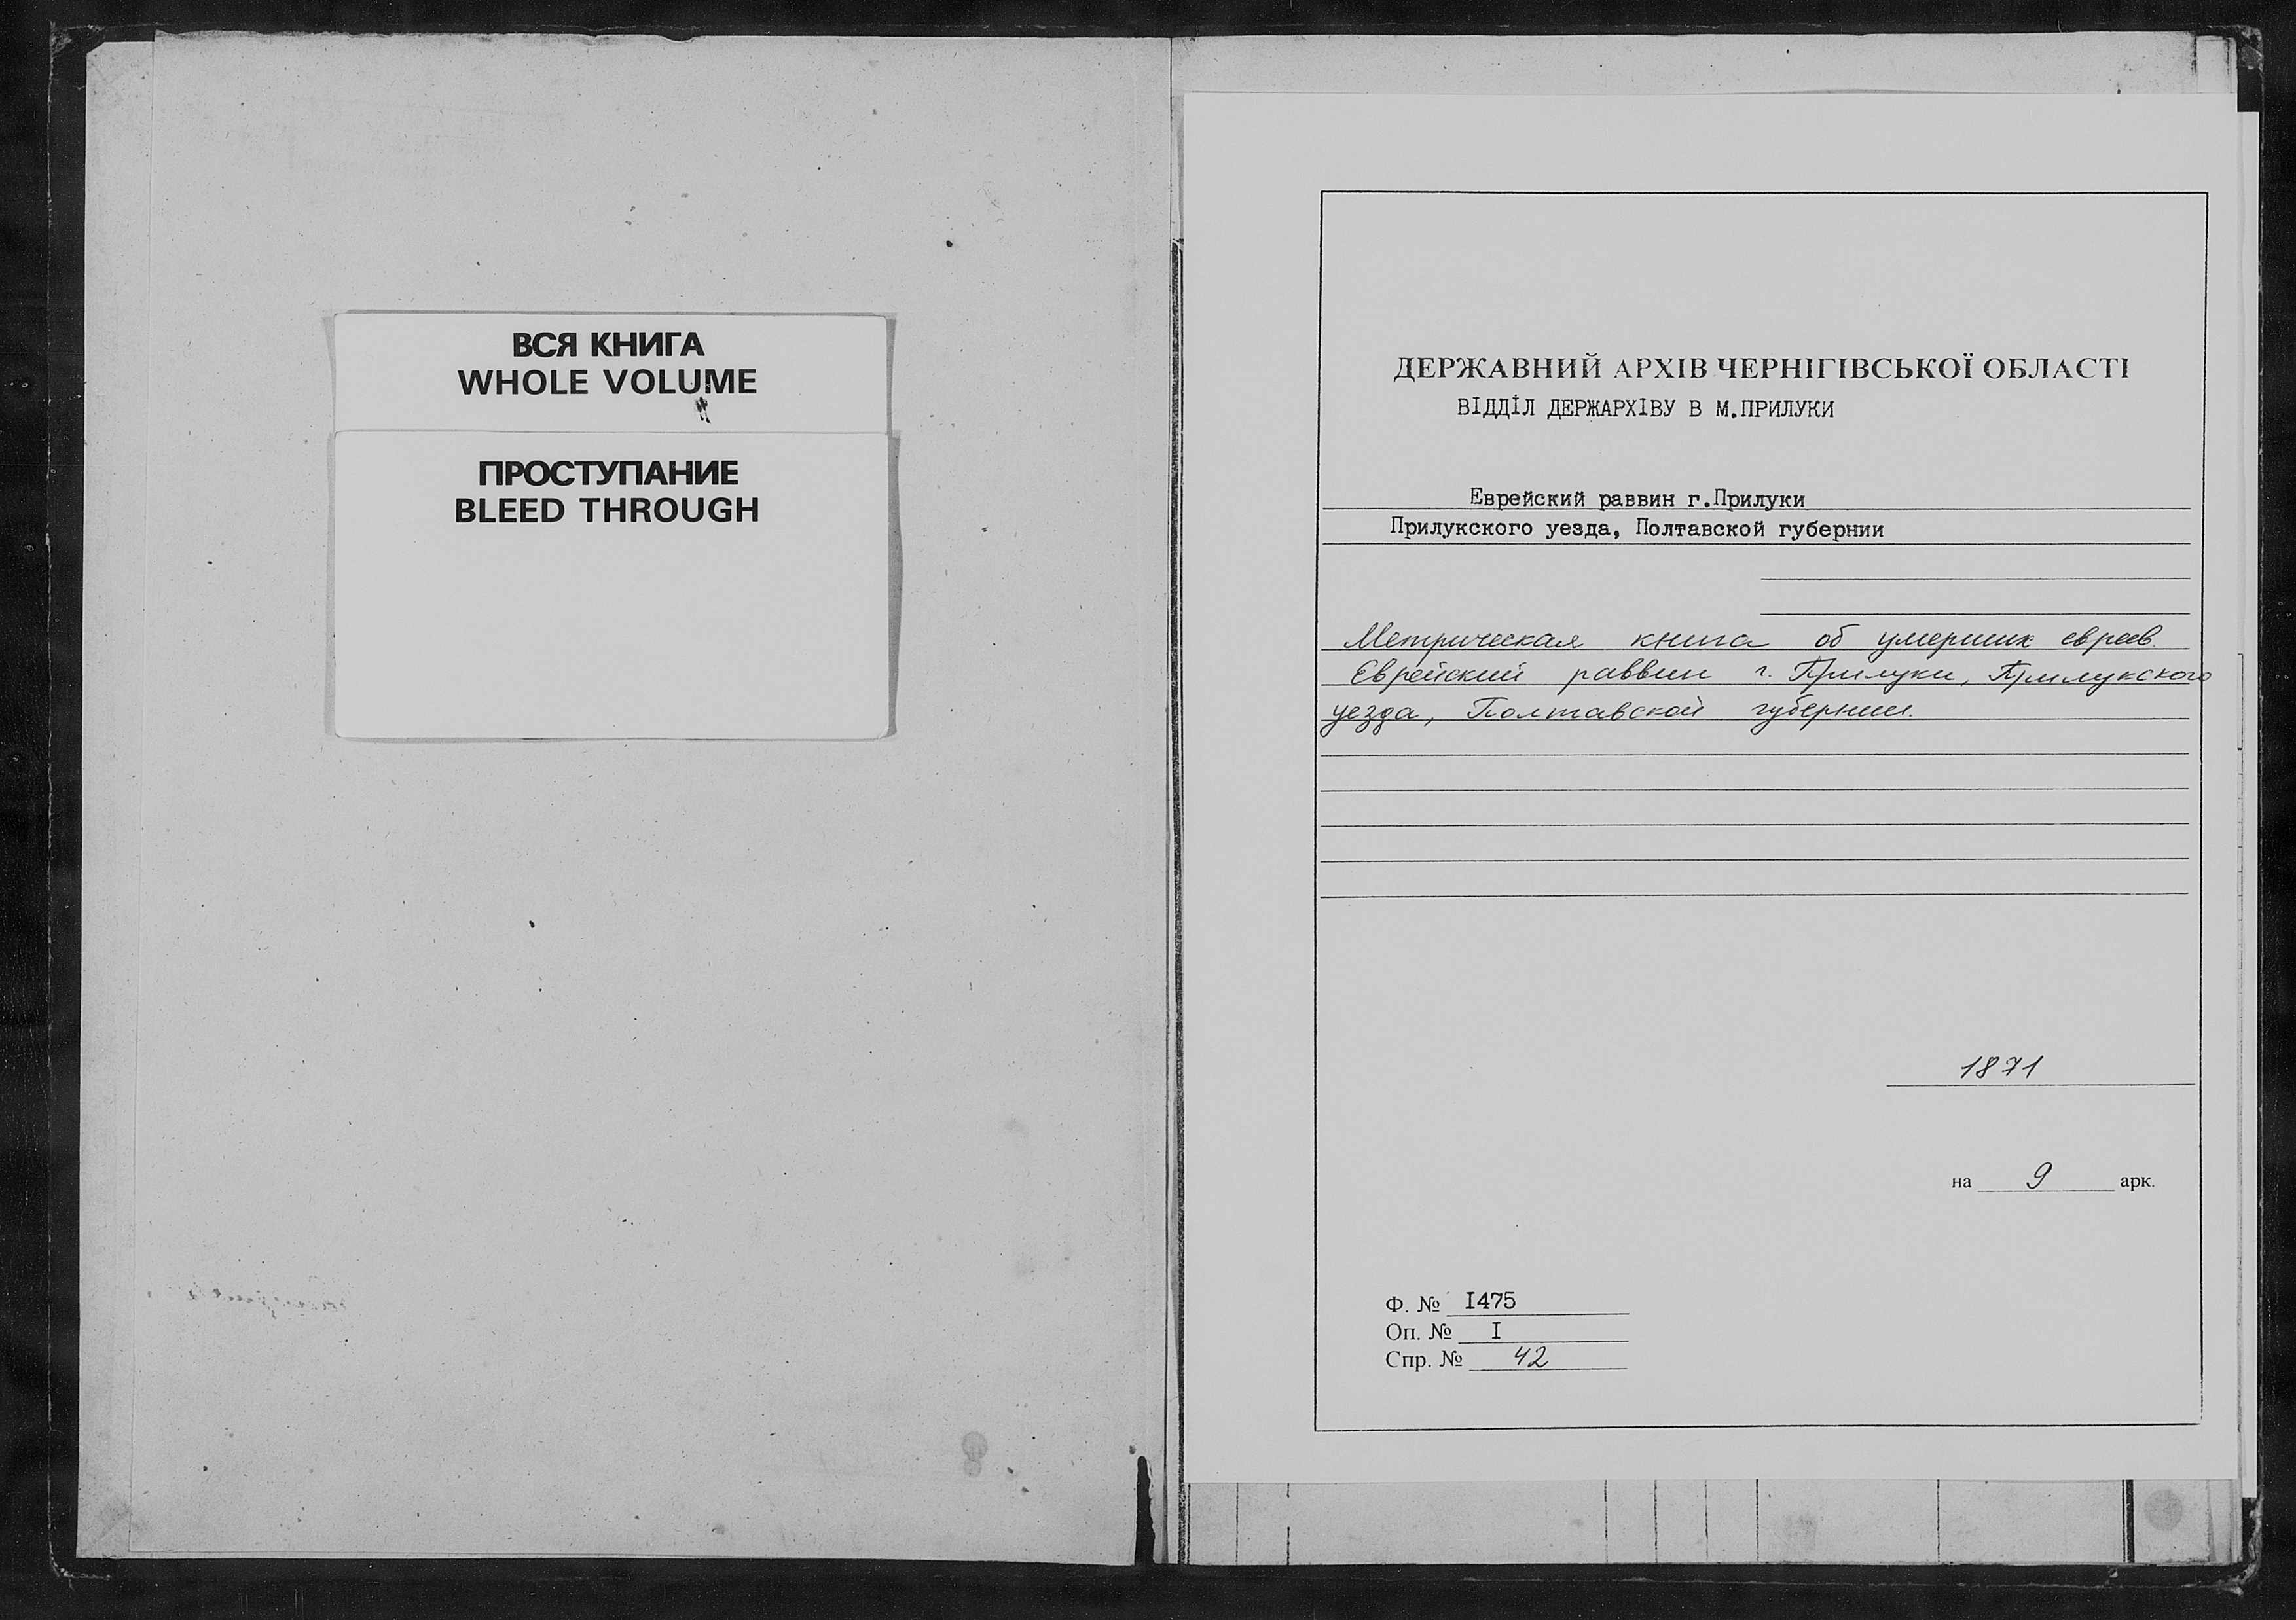 ВСЯ КНИГА
WHOLE VOLUME
ПРОСТУПАНИЕ
BLEED THROUGH
ДЕРЖАВНИЙ АРХІВ ЧЕРНІГІВСЬКОЇ ОБЛАСТІ
ВІДДІЛ ДЕРЖАРХІВУ В М.ПРИЛУКИ
Еврейский раввин г.Прилуки
Прилукского уезда, Полтавской губернии
Метрическая книга об умерших евреев.
Еврейский раввин г. Прилуки, Прилукского
уезда, Полтавской губернии.
1871
на 9 арк.
Ф. № I475
Оп. № I
Спр. № 42